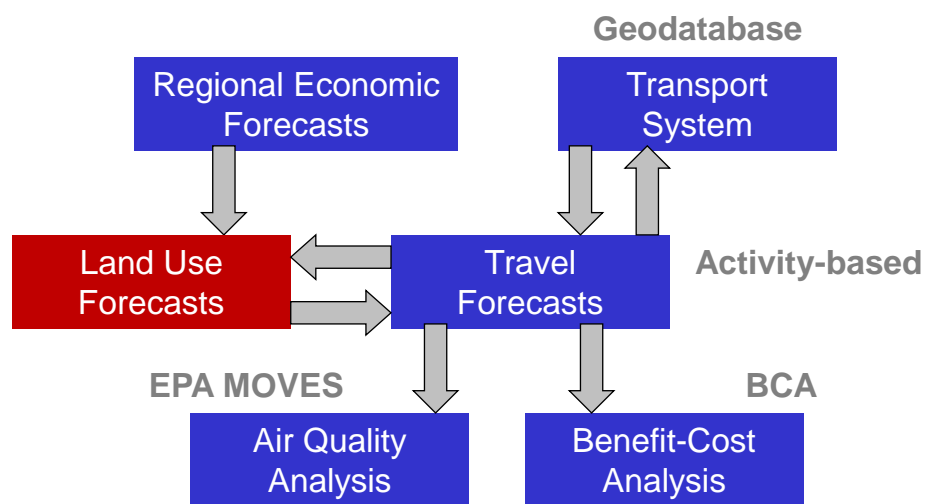 Geodatabase
Regional Economic
Forecasts
Transport
System
Land Use
Forecasts
Travel
Forecasts
Activity-based
EPA MOVES
BCA
Air Quality
Analysis
Benefit-Cost
Analysis